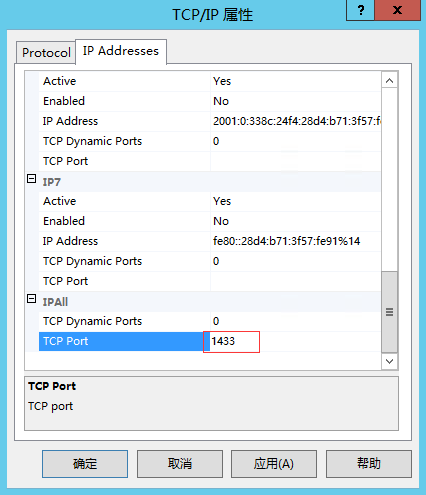 TCP/IP 属性
? x
Protocol IP Addresses
Active Yes
Enabled No
IP Address 2001:0:338c:24f4:28d4:b71:3f57:fe
TCP Dynamic Ports 0
TCP Port
IP7
Active Yes
Enabled No
IP Address fe80::28d4:b71:3f57:fe91%14
TCP Dynamic Ports 0
TCP Port
IPAll
TCP Dynamic Ports 0
TCP Port 1433
TCP Port
TCP port
确定 取消 应用(A) 帮助